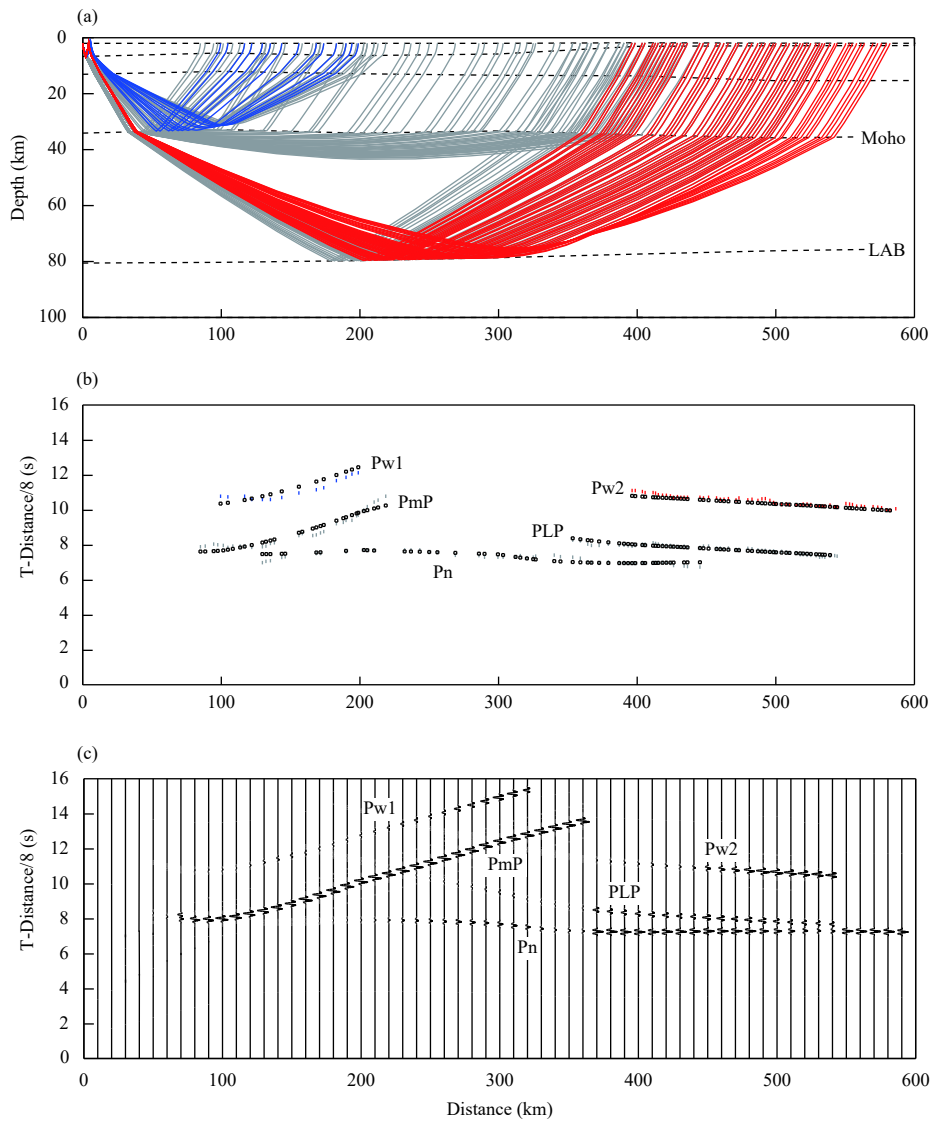 (a)
0
20
40
60
80
100
Depth (km)
Moho
LAB
0 100 200 300 400 500 600
(b)
16
14
12
10
8
6
4
2
0
T-Distance/8 (s)
Pw1
PmP
Pn
PLP
Pw2
0 100 200 300 400 500 600
(c)
16
14
12
10
8
6
4
2
0
T-Distance/8 (s)
Pw1
PmP
Pn
PLP
Pw2
0 100 200 300 400 500 600
Distance (km)